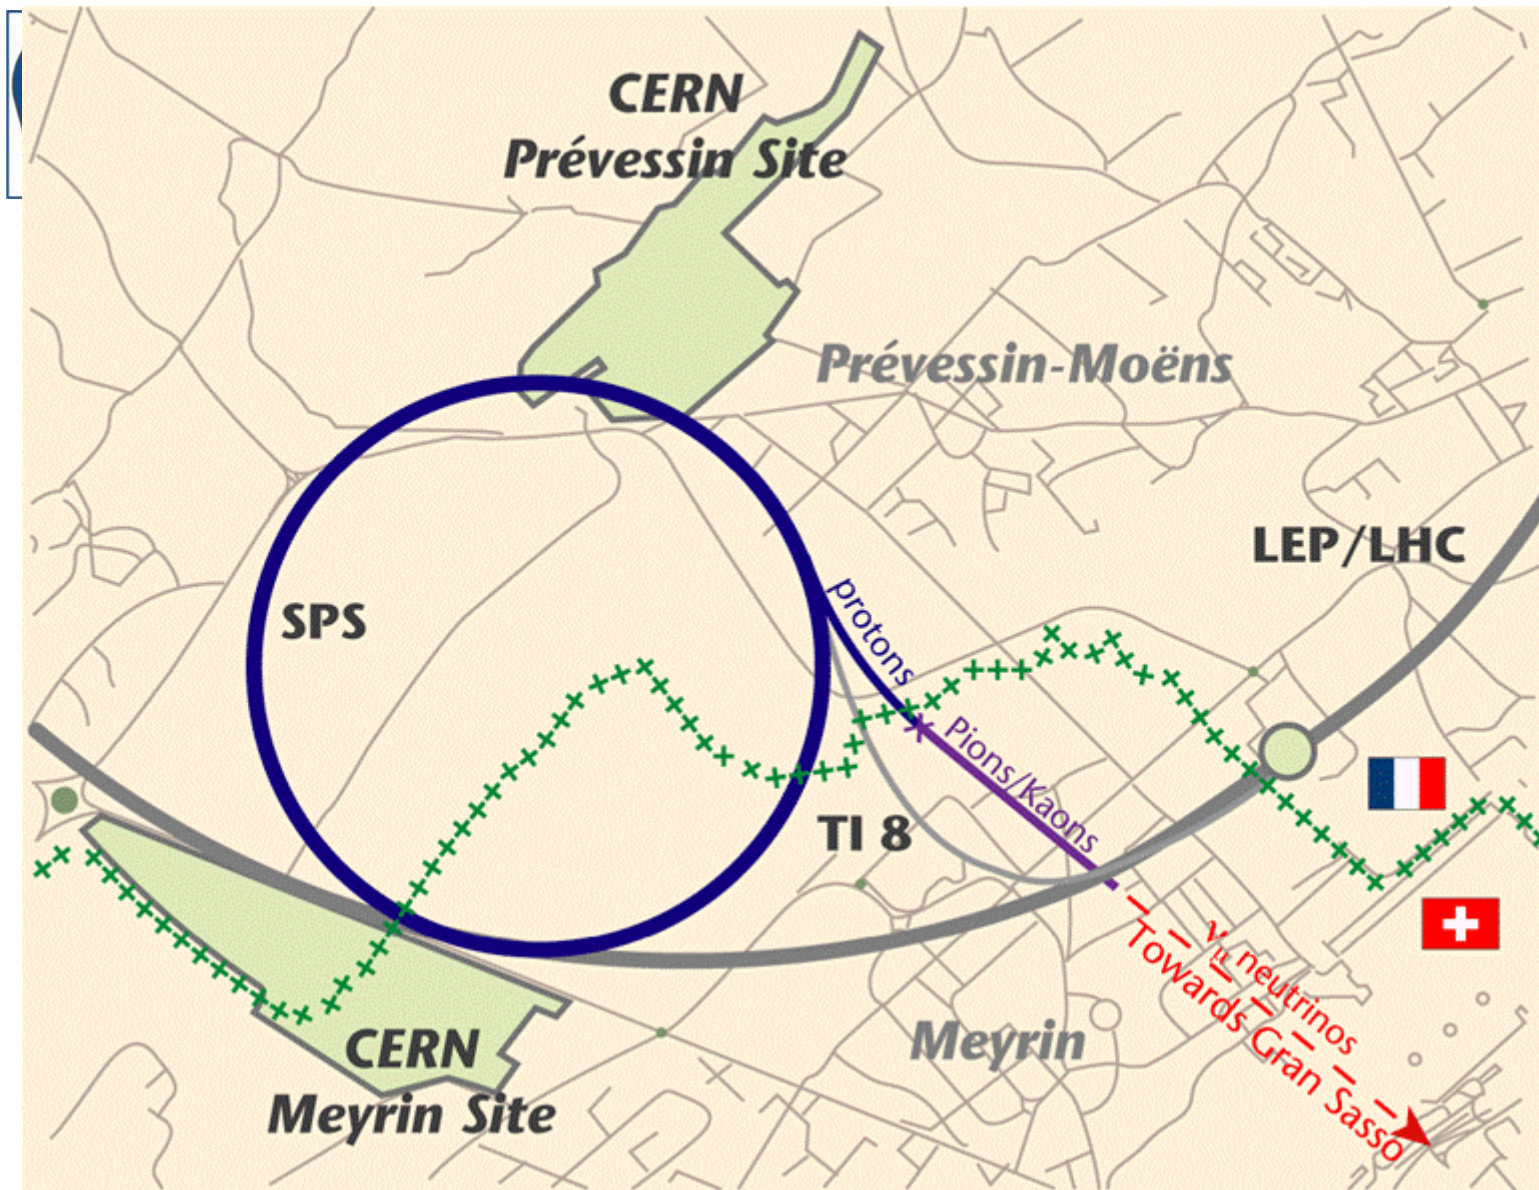 CERN
Prévessin Site
Prévessin-Moëns
LEP/LHC
SPS
protons
Pions/Kaons
TI 8
νμ neutrinos
Towards Gran Sasso
Meyrin
CERN
Meyrin Site